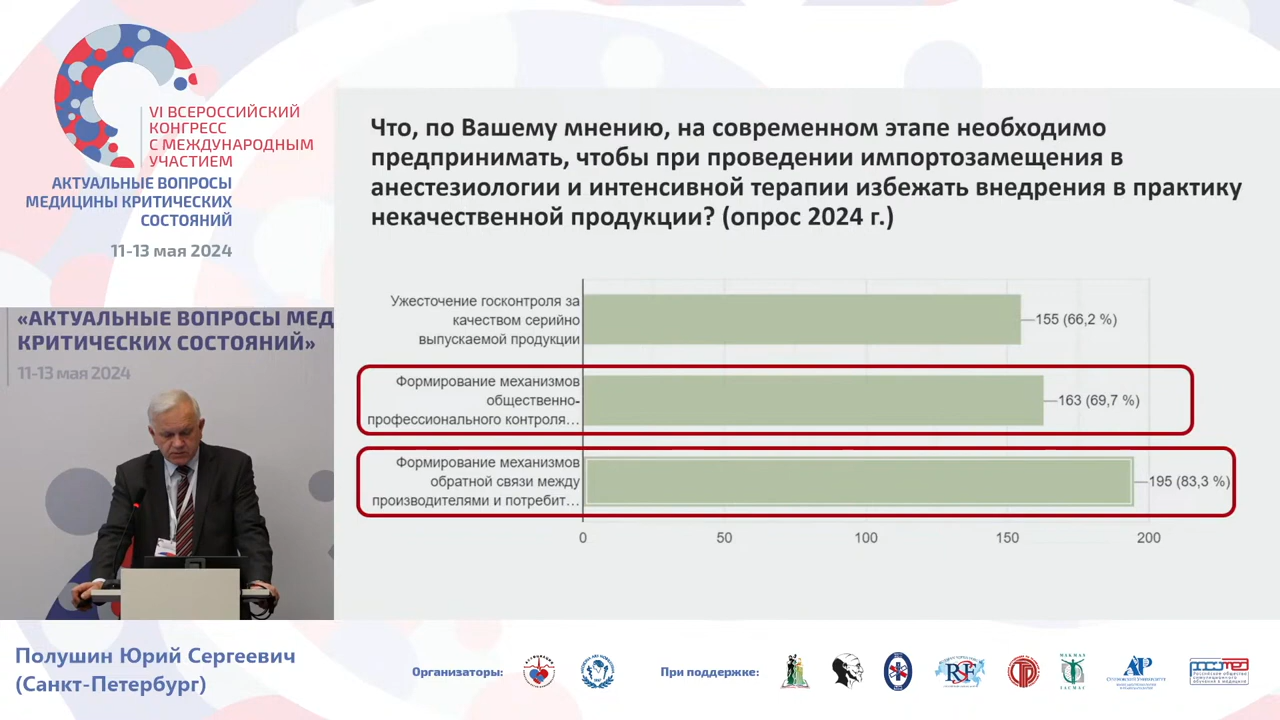 VI ВСЕРОССИЙСКИЙ
КОНГРЕСС
С МЕЖДУНАРОДНЫМ
УЧАСТИЕМ
АКТУАЛЬНЫЕ ВОПРОСЫ
МЕДИЦИНЫ КРИТИЧЕСКИХ
СОСТОЯНИЙ
11-13 мая 2024
Что, по Вашему мнению, на современном этапе необходимо
предпринимать, чтобы при проведении импортозамещения в
анестезиологии и интенсивной терапии избежать внедрения в практику
некачественной продукции? (опрос 2024 г.)
Ужесточение госконтроля за
качеством серийно
выпускаемой продукции
155 (66,2 %)
Формирование механизмов
общественно-
профессионального контроля…
163 (69,7 %)
Формирование механизмов
обратной связи между
производителями и потребит…
195 (83,3 %)
0 50 100 150 200
«АКТУАЛЬНЫЕ ВОПРОСЫ МЕД
КРИТИЧЕСКИХ СОСТОЯНИЙ»
11-13 мая 2024
Полушин Юрий Сергеевич
(Санкт-Петербург)
Организаторы:
При поддержке: